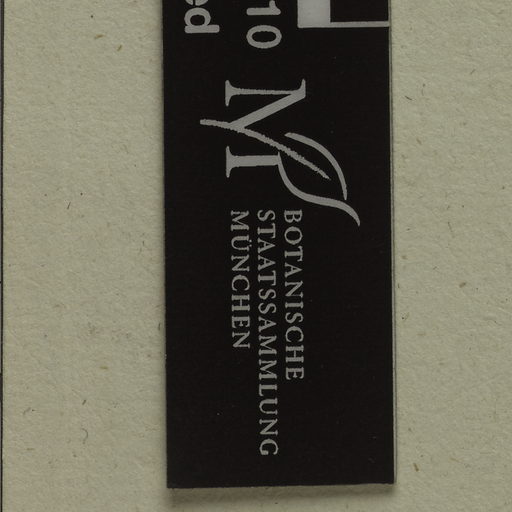 10
ed
BOTANISCHE
STAATSSAMMLUNG
MÜNCHEN